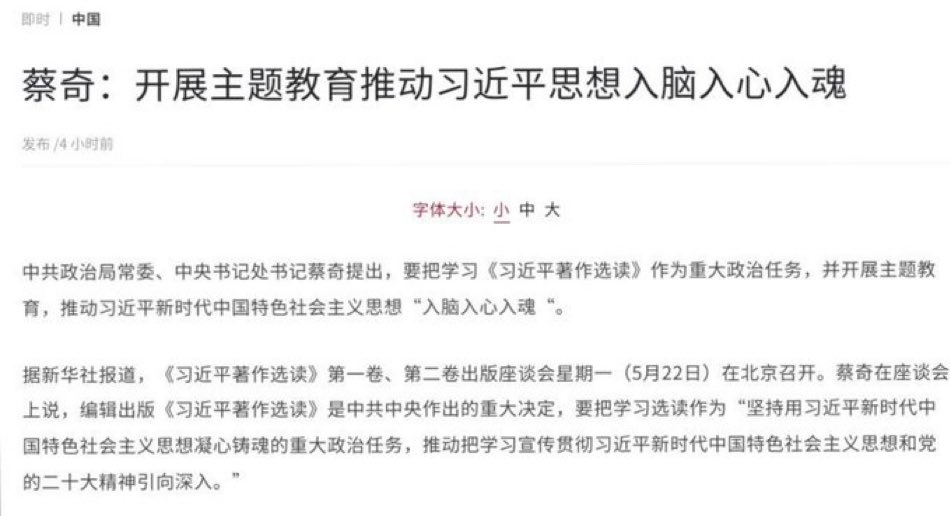 即时 | 中国
蔡奇：开展主题教育推动习近平思想入脑入心入魂
发布 /4 小时前
字体大小: 小 中 大
中共政治局常委、中央书记处书记蔡奇提出，要把学习《习近平著作选读》作为重大政治任务，并开展主题教
育，推动习近平新时代中国特色社会主义思想“入脑入心入魂“。
据新华社报道，《习近平著作选读》第一卷、第二卷出版座谈会星期一（5月22日）在北京召开。蔡奇在座谈会
上说，编辑出版《习近平著作选读》是中共中央作出的重大决定，要把学习选读作为“坚持用习近平新时代中
国特色社会主义思想凝心铸魂的重大政治任务，推动把学习宣传贯彻习近平新时代中国特色社会主义思想和党
的二十大精神引向深入。”